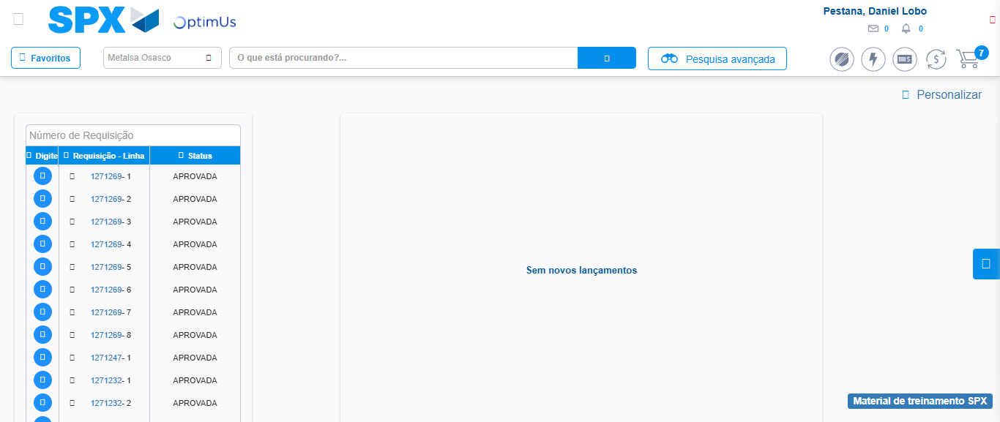 SPX OptimUs
Pestana, Daniel Lobo
0 0
Favoritos
Metalsa Osasco
O que está procurando?...
Pesquisa avançada
7
Personalizar
Número de Requisição
Digite Requisição - Linha Status
1271269- 1 APROVADA
1271269- 2 APROVADA
1271269- 3 APROVADA
1271269- 4 APROVADA
1271269- 5 APROVADA
1271269- 6 APROVADA
1271269- 7 APROVADA
1271269- 8 APROVADA
1271247- 1 APROVADA
1271232- 1 APROVADA
1271232- 2 APROVADA
Sem novos lançamentos
Material de treinamento SPX